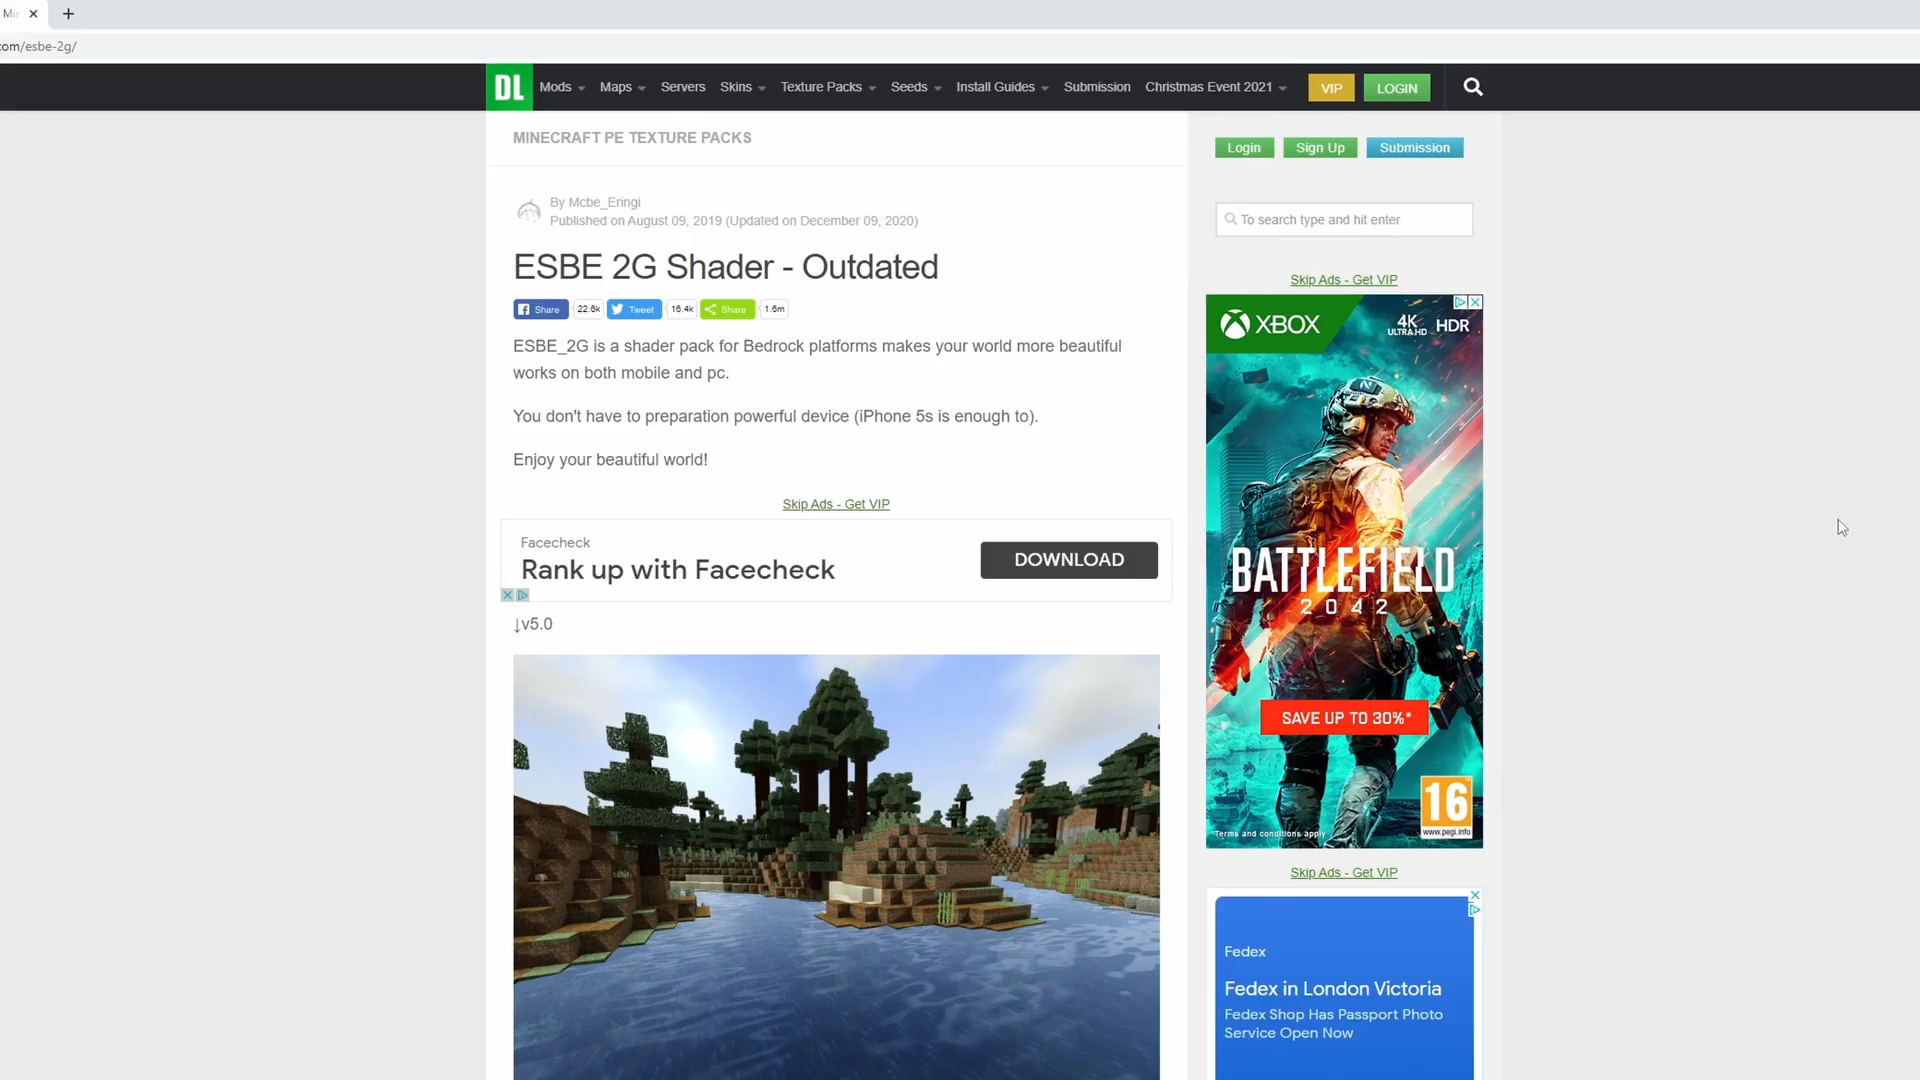 Min
com/esbe-2g/
DL
Mods
Maps
Servers
Skins
Texture Packs
Seeds
Install Guides
Submission
Christmas Event 2021
VIP
LOGIN
MINECRAFT PE TEXTURE PACKS
By Mcbe_Eringi
Published on August 09, 2019 (Updated on December 09, 2020)
ESBE 2G Shader - Outdated
Share
22.6k
Tweet
16.4k
Share
1.6m
ESBE_2G is a shader pack for Bedrock platforms makes your world more beautiful
works on both mobile and pc.
You don't have to preparation powerful device (iPhone 5s is enough to).
Enjoy your beautiful world!
Skip Ads - Get VIP
Facecheck
Rank up with Facecheck
DOWNLOAD
↓v5.0
Login
Sign Up
Submission
To search type and hit enter
Skip Ads - Get VIP
XBOX
4K
ULTRA HD
HDR
BATTLEFIELD
2042
SAVE UP TO 30%*
*Terms and conditions apply
16
www.pegi.info
Skip Ads - Get VIP
Fedex
Fedex in London Victoria
Fedex Shop Has Passport Photo
Service Open Now